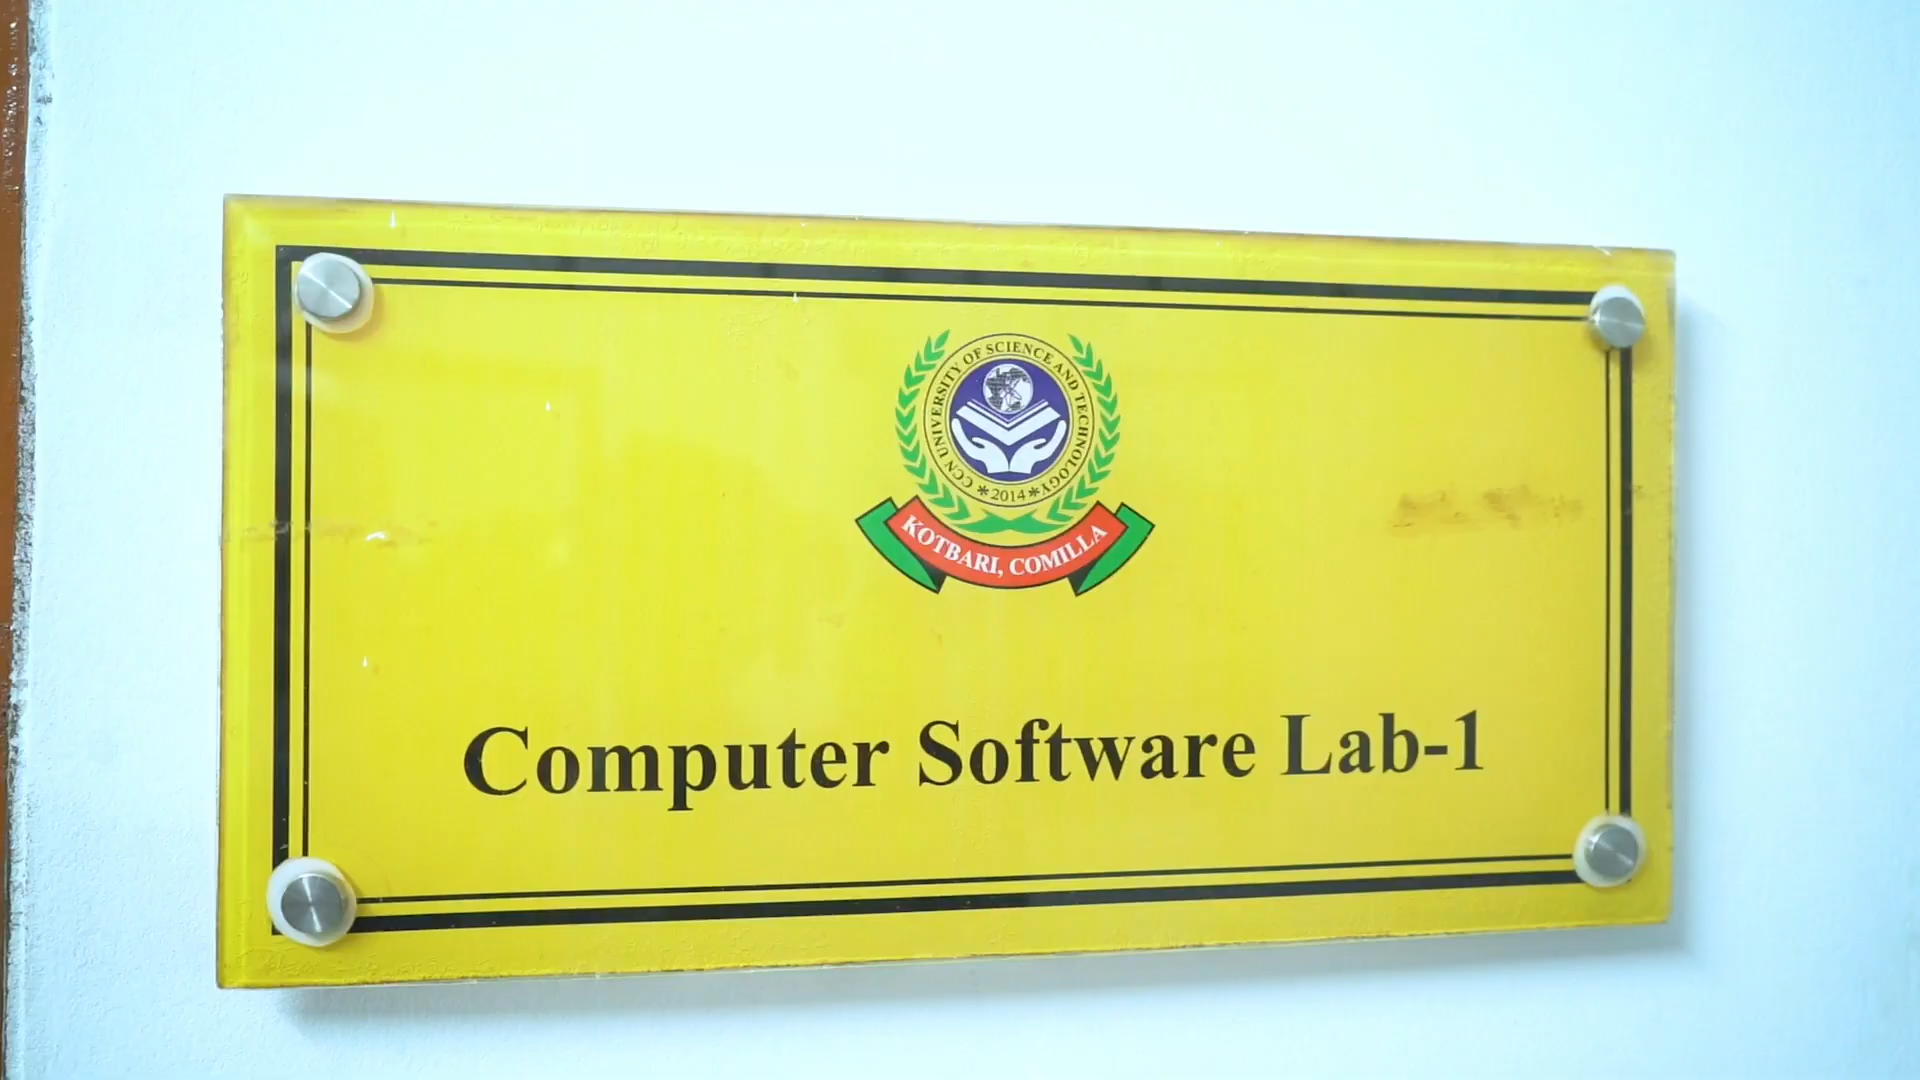 CCN UNIVERSITY OF SCIENCE AND TECHNOLOGY
*2014*
KOTBARI, COMILLA
Computer Software Lab-1